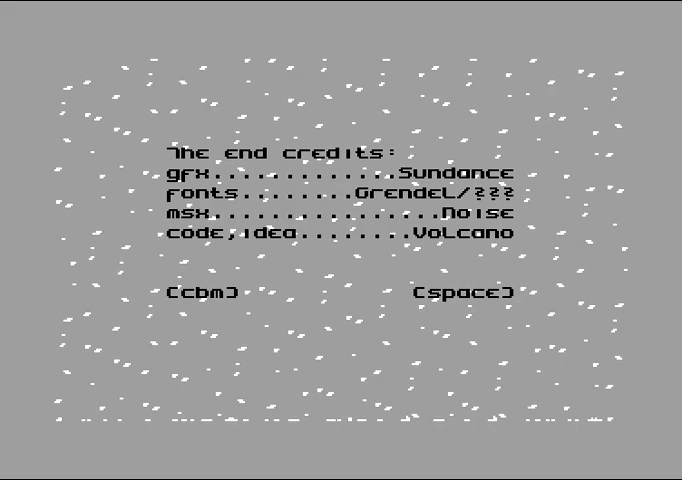 The end credits:
gfx.............Sundance
fonts........Grendel/???
msx................Noise
code,idea........Volcano
(cbm) (space)